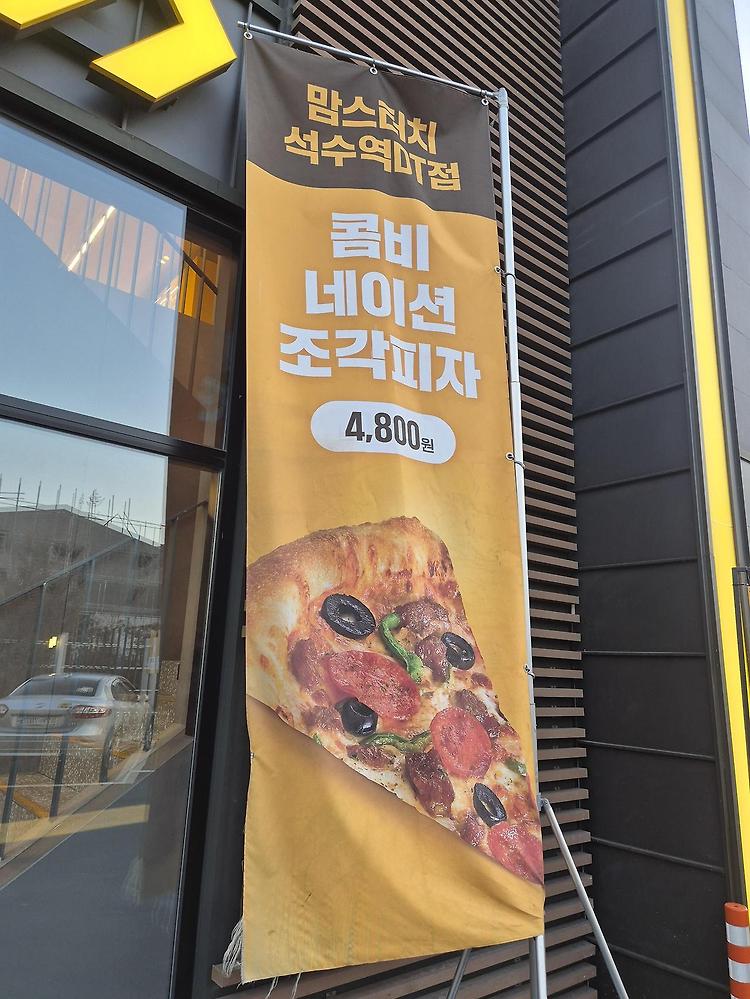 맘스터치
석수역DT점
콤비
네이션
조각피자
4,800원